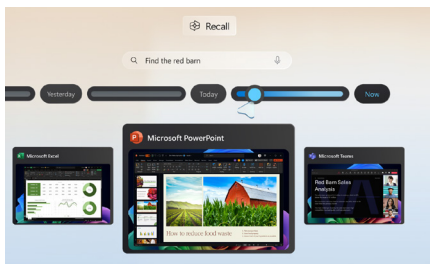 Recall
Find the red barn
Yesterday
Today
Now
Microsoft PowerPoint
Microsoft Excel
Microsoft Teams
Red Barn Sales
Analysis
How to reduce food waste